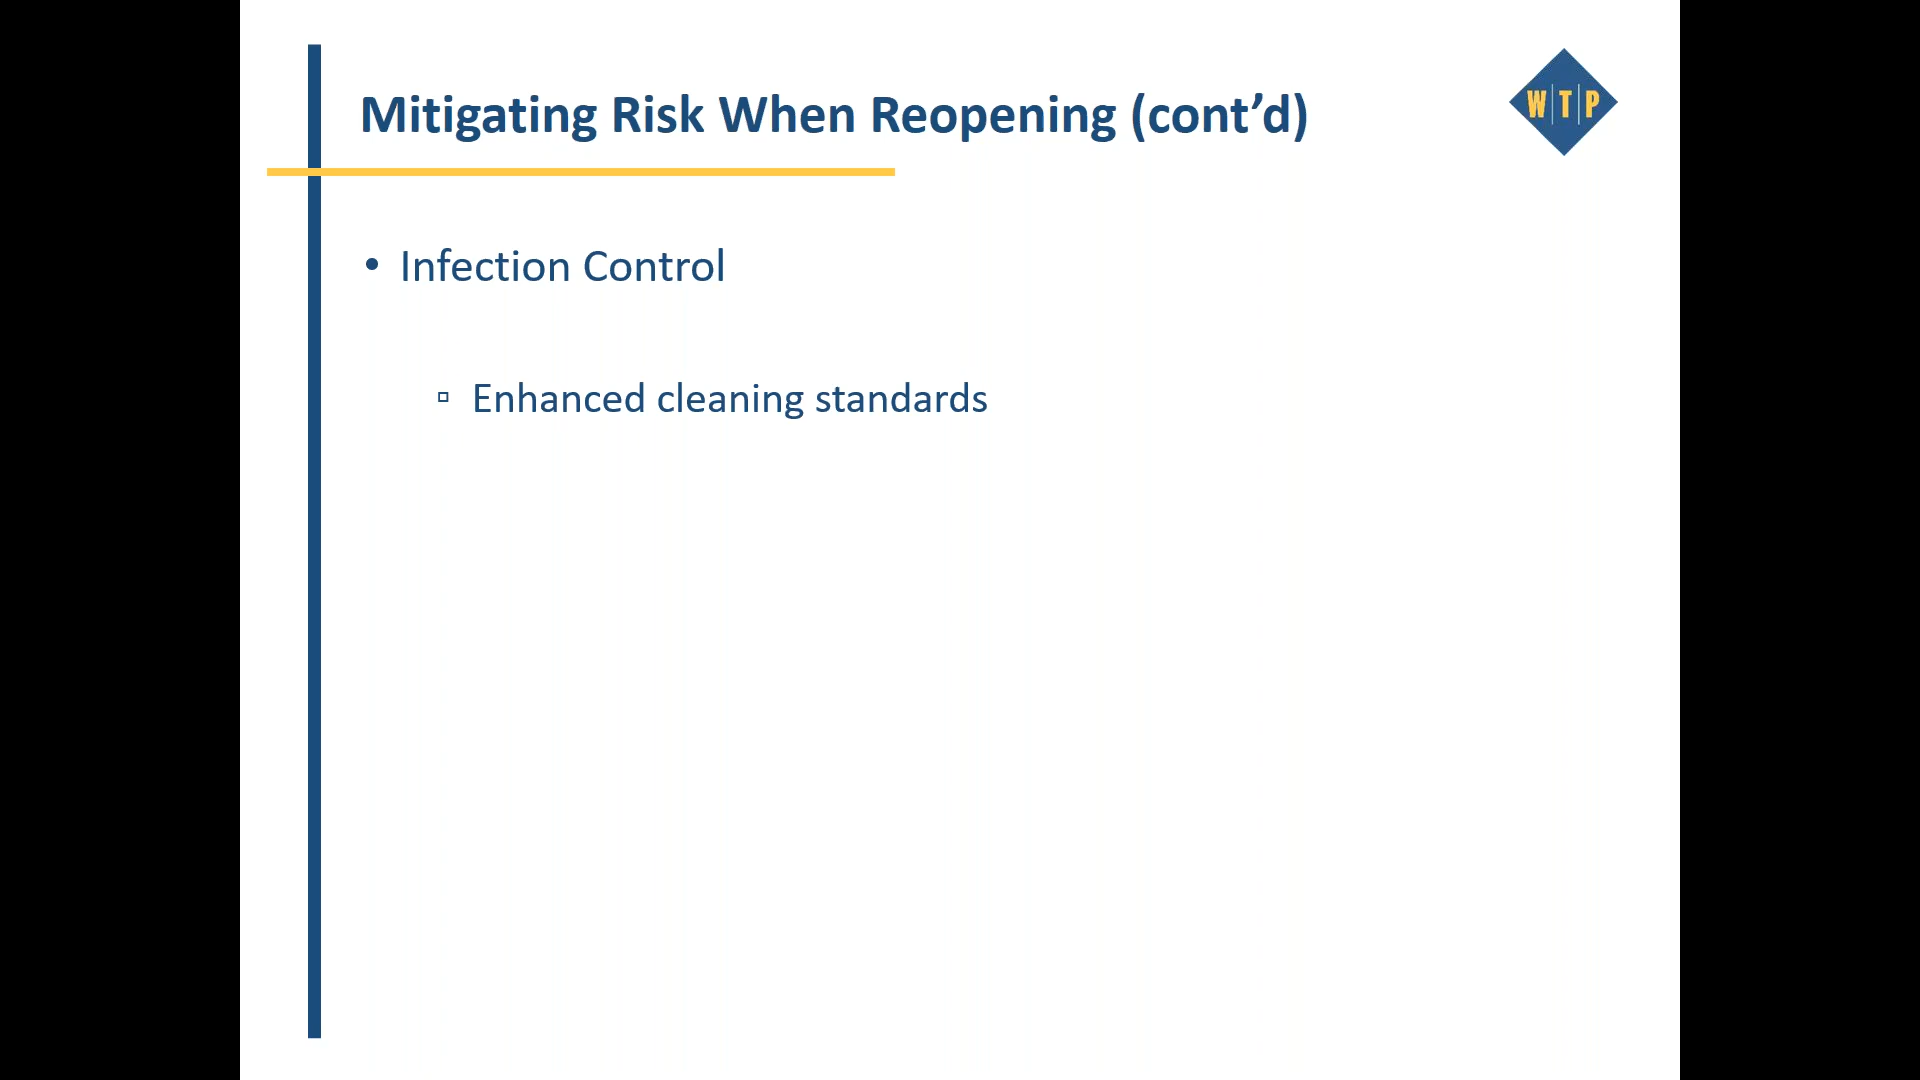 Mitigating Risk When Reopening (cont’d)
W|T|P
• Infection Control
▫ Enhanced cleaning standards